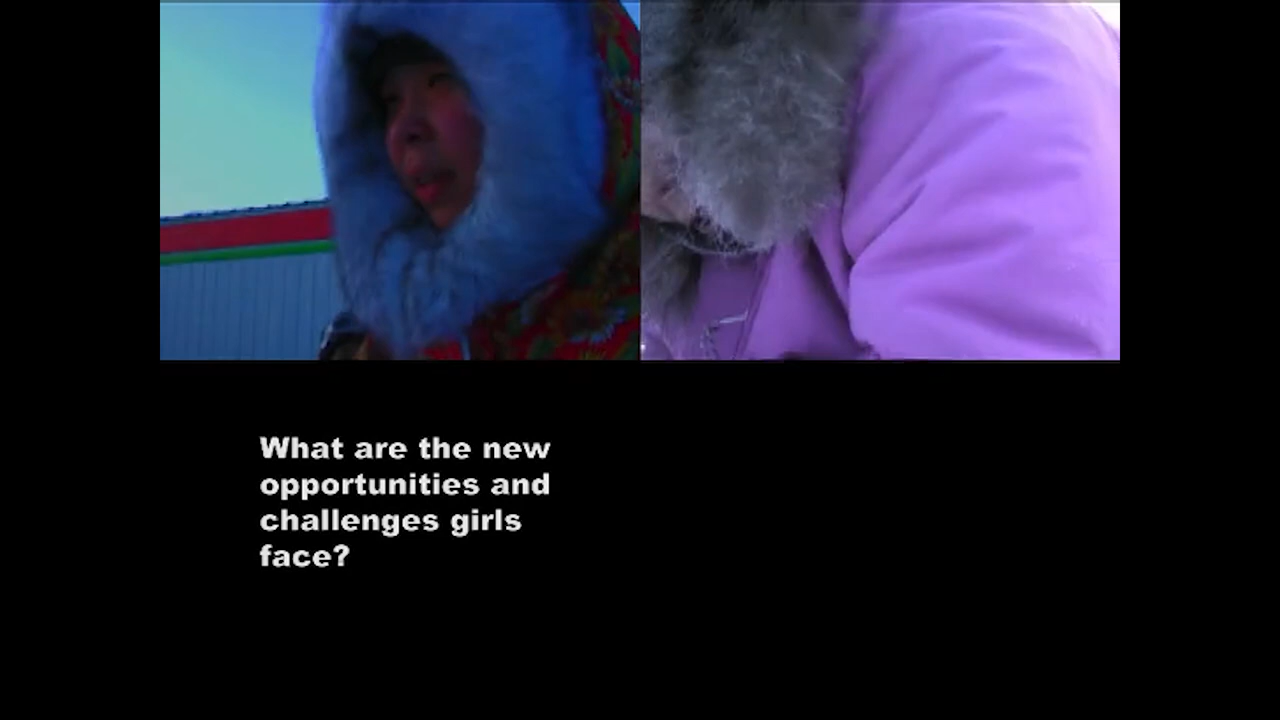 What are the new
opportunities and
challenges girls
face?